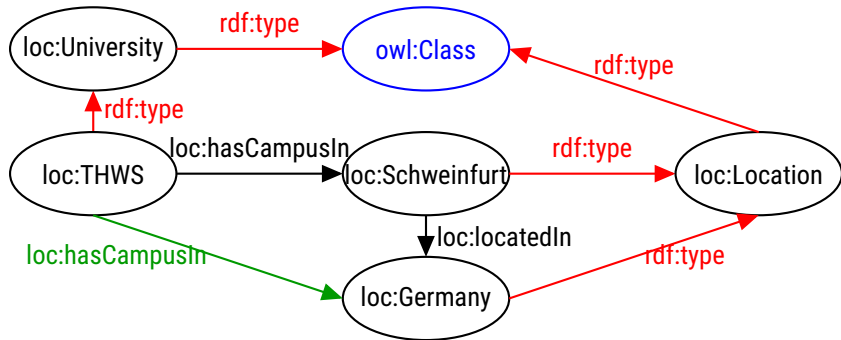 rdf:type
loc:University
owl:Class
rdf:type
rdf:type
loc:hasCampusIn
rdf:type
loc:THWS
loc:Schweinfurt
loc:Location
loc:locatedIn
loc:hasCampusIn
rdf:type
loc:Germany